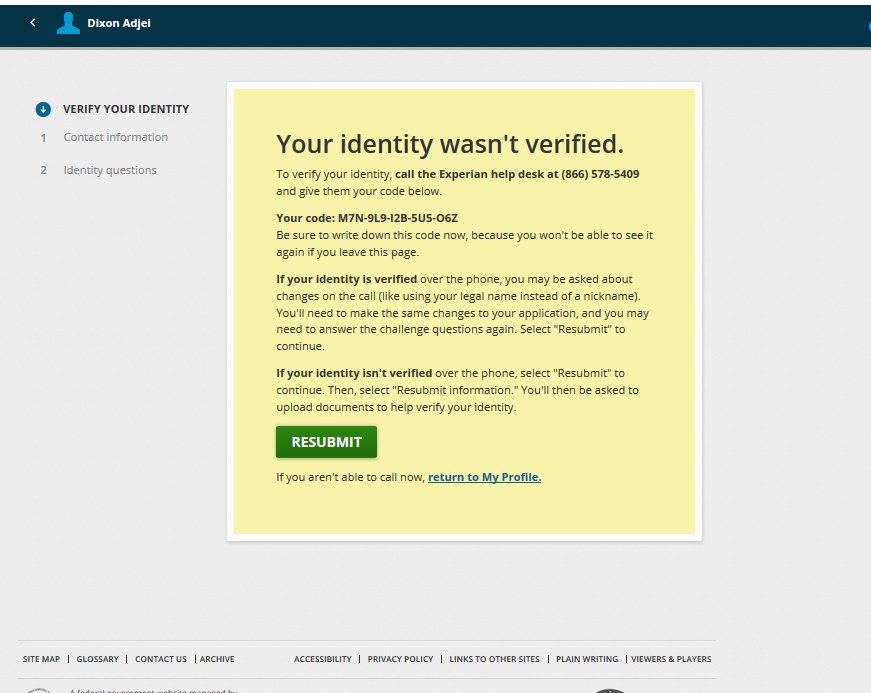 Dixon Adjei
VERIFY YOUR IDENTITY
1 Contact information
2 Identity questions
Your identity wasn't verified.
To verify your identity, call the Experian help desk at (866) 578-5409
and give them your code below.
Your code: M7N-9L9-I2B-5U5-O6Z
Be sure to write down this code now, because you won't be able to see it
again if you leave this page.
If your identity is verified over the phone, you may be asked about
changes on the call (like using your legal name instead of a nickname).
You'll need to make the same changes to your application, and you may
need to answer the challenge questions again. Select "Resubmit" to
continue.
If your identity isn't verified over the phone, select "Resubmit" to
continue. Then, select "Resubmit information." You'll then be asked to
upload documents to help verify your identity.
RESUBMIT
If you aren't able to call now, return to My Profile.
SITE MAP | GLOSSARY | CONTACT US | ARCHIVE ACCESSIBILITY | PRIVACY POLICY | LINKS TO OTHER SITES | PLAIN WRITING | VIEWERS & PLAYERS
A federal government website managed by